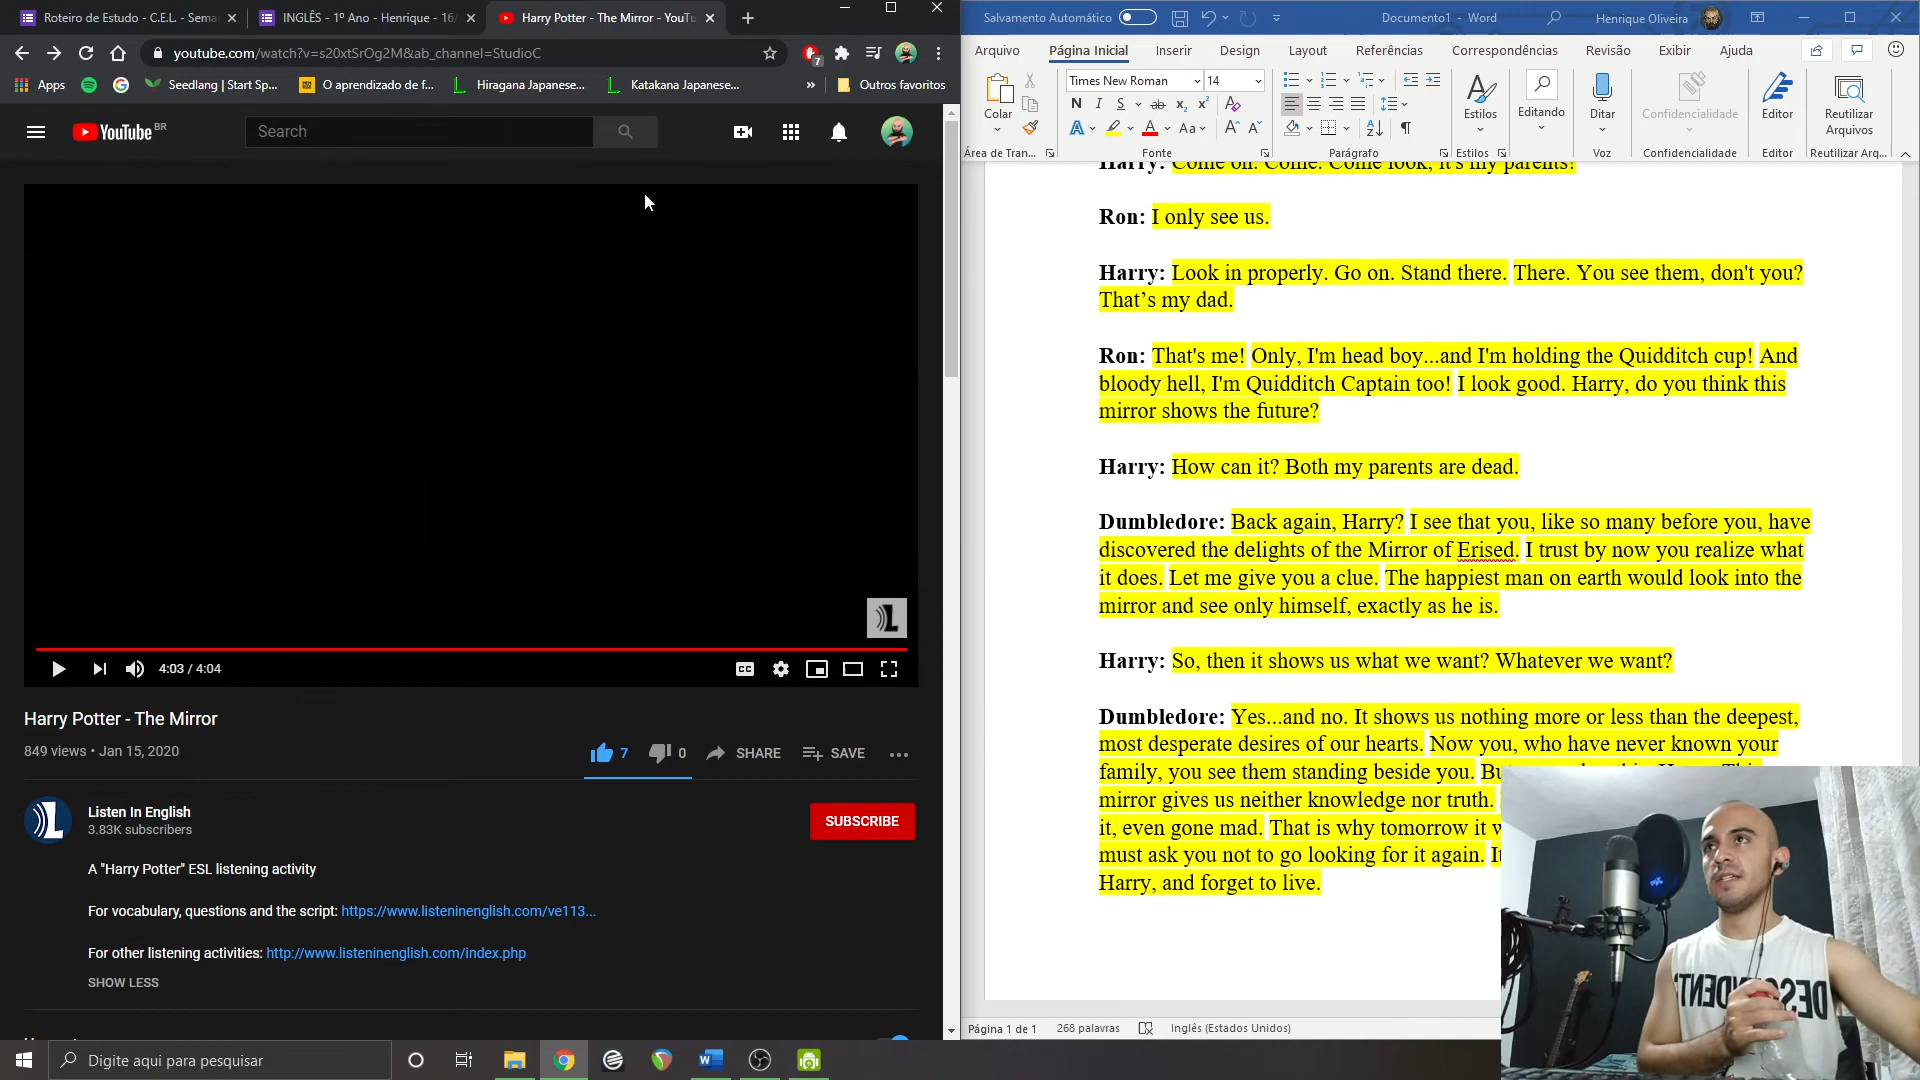 Roteiro de Estudo - C.E.L. - Sema
INGLÊS - 1º Ano - Henrique - 16/
Harry Potter - The Mirror - YouTu
youtube.com/watch?v=s20xtSrOg2M&ab_channel=StudioC
7
Apps
Seedlang | Start Sp...
O aprendizado de f...
Hiragana Japanese...
Katakana Japanese...
»
Outros favoritos
YouTube BR
Search
4:03 / 4:04
CC
Harry Potter - The Mirror
849 views • Jan 15, 2020
7
0
SHARE
SAVE
Listen In English
3.83K subscribers
SUBSCRIBE
A "Harry Potter" ESL listening activity
For vocabulary, questions and the script: https://www.listeninenglish.com/ve113...
For other listening activities: http://www.listeninenglish.com/index.php
SHOW LESS
Digite aqui para pesquisar
Salvamento Automático
Documento1 - Word
Henrique Oliveira
Arquivo
Página Inicial
Inserir
Design
Layout
Referências
Correspondências
Revisão
Exibir
Ajuda
Colar
Times New Roman
14
N I S ab x₂ x²
Aa
Estilos
Editando
Ditar
Confidencialidade
Editor
Reutilizar
Arquivos
Área de Tran...
Fonte
Parágrafo
Estilos
Voz
Confidencialidade
Editor
Reutilizar Arq...
Harry: Come on. Come. Come look, it's my parents!
Ron: I only see us.
Harry: Look in properly. Go on. Stand there. There. You see them, don't you?
That’s my dad.
Ron: That's me! Only, I'm head boy...and I'm holding the Quidditch cup! And
bloody hell, I'm Quidditch Captain too! I look good. Harry, do you think this
mirror shows the future?
Harry: How can it? Both my parents are dead.
Dumbledore: Back again, Harry? I see that you, like so many before you, have
discovered the delights of the Mirror of Erised. I trust by now you realize what
it does. Let me give you a clue. The happiest man on earth would look into the
mirror and see only himself, exactly as he is.
Harry: So, then it shows us what we want? Whatever we want?
Dumbledore: Yes...and no. It shows us nothing more or less than the deepest,
most desperate desires of our hearts. Now you, who have never known your
family, you see them standing beside you.
mirror gives us neither knowledge nor truth.
it, even gone mad. That is why tomorrow it
must ask you not to go looking for it again.
Harry, and forget to live.
Página 1 de 1
268 palavras
Inglês (Estados Unidos)